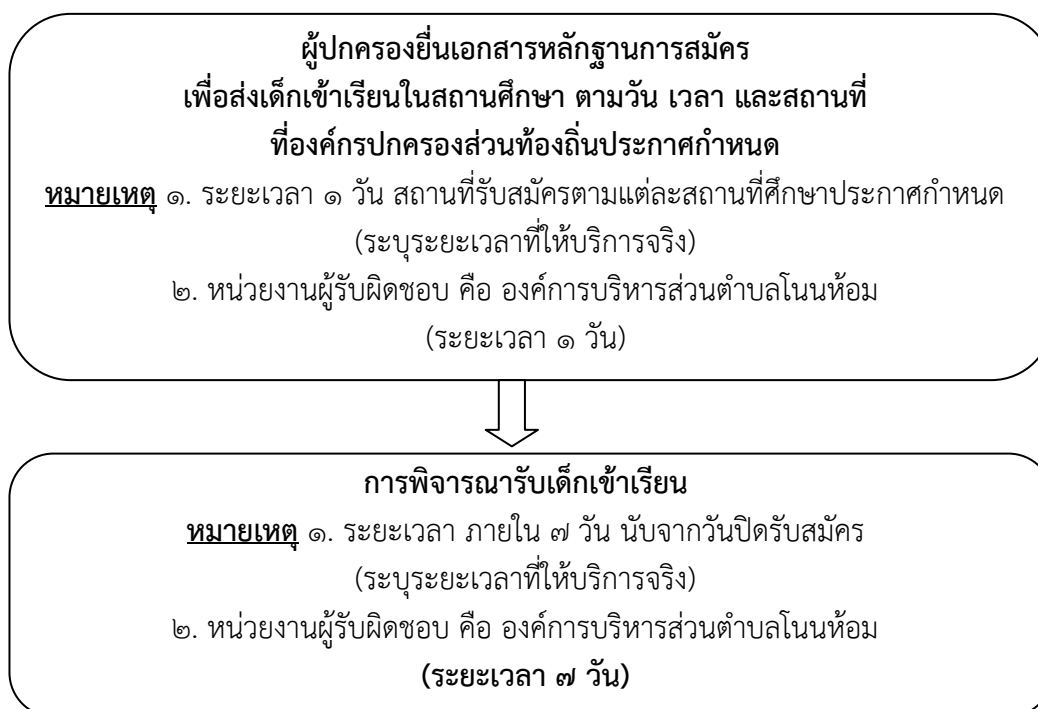 ผู้ปกครองยื่นเอกสารหลักฐานการสมัคร
เพื่อส่งเด็กเข้าเรียนในสถานศึกษา ตามวัน เวลา และสถานที่
ที่องค์กรปกครองส่วนท้องถิ่นประกาศกำหนด
หมายเหตุ ๑. ระยะเวลา ๑ วัน สถานที่รับสมัครตามแต่ละสถานที่ศึกษาประกาศกำหนด
(ระบุระยะเวลาที่ให้บริการจริง)
๒. หน่วยงานผู้รับผิดชอบ คือ องค์การบริหารส่วนตำบลโนนห้อม
(ระยะเวลา ๑ วัน)
การพิจารณารับเด็กเข้าเรียน
หมายเหตุ ๑. ระยะเวลา ภายใน ๗ วัน นับจากวันปิดรับสมัคร
(ระบุระยะเวลาที่ให้บริการจริง)
๒. หน่วยงานผู้รับผิดชอบ คือ องค์การบริหารส่วนตำบลโนนห้อม
(ระยะเวลา ๗ วัน)